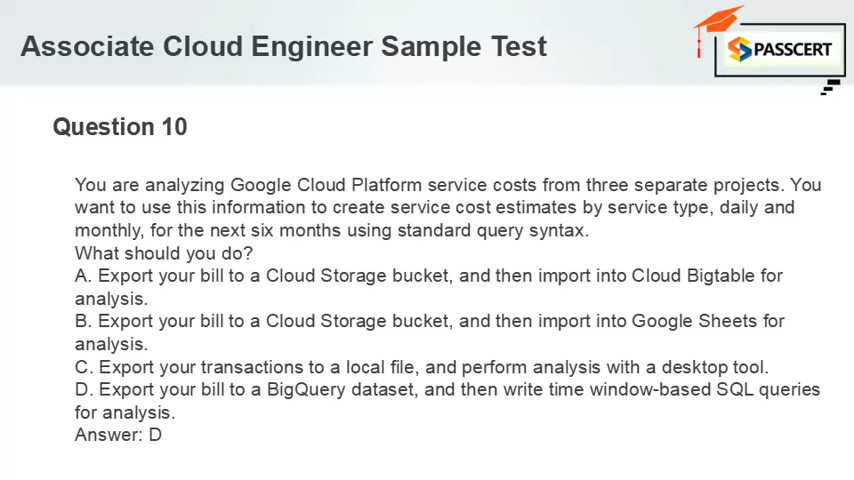 Associate Cloud Engineer Sample Test
PASSCERT
Question 10
You are analyzing Google Cloud Platform service costs from three separate projects. You
want to use this information to create service cost estimates by service type, daily and
monthly, for the next six months using standard query syntax.
What should you do?
A. Export your bill to a Cloud Storage bucket, and then import into Cloud Bigtable for
analysis.
B. Export your bill to a Cloud Storage bucket, and then import into Google Sheets for
analysis.
C. Export your transactions to a local file, and perform analysis with a desktop tool.
D. Export your bill to a BigQuery dataset, and then write time window-based SQL queries
for analysis.
Answer: D